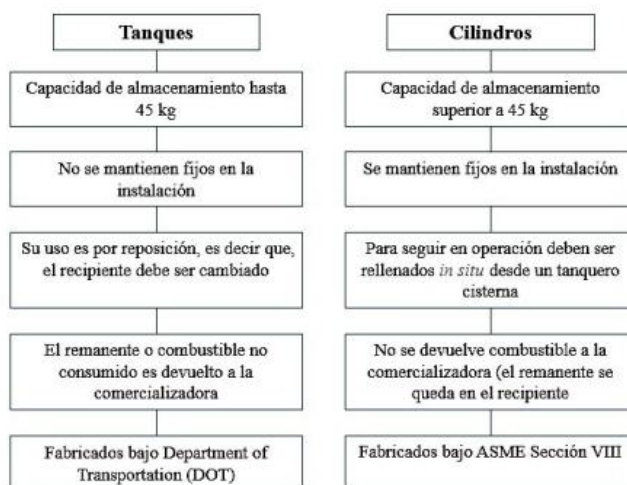 Tanques
Capacidad de almacenamiento hasta
45 kg
No se mantienen fijos en la
instalación
Su uso es por reposición, es decir que,
el recipiente debe ser cambiado
El remanente o combustible no
consumido es devuelto a la
comercializadora
Fabricados bajo Department of
Transportation (DOT)
Cilindros
Capacidad de almacenamiento
superior a 45 kg
Se mantienen fijos en la instalación
Para seguir en operación deben ser
rellenados in situ desde un tanquero
cisterna
No se devuelve combustible a la
comercializadora (el remanente se
queda en el recipiente
Fabricados bajo ASME Sección VIII